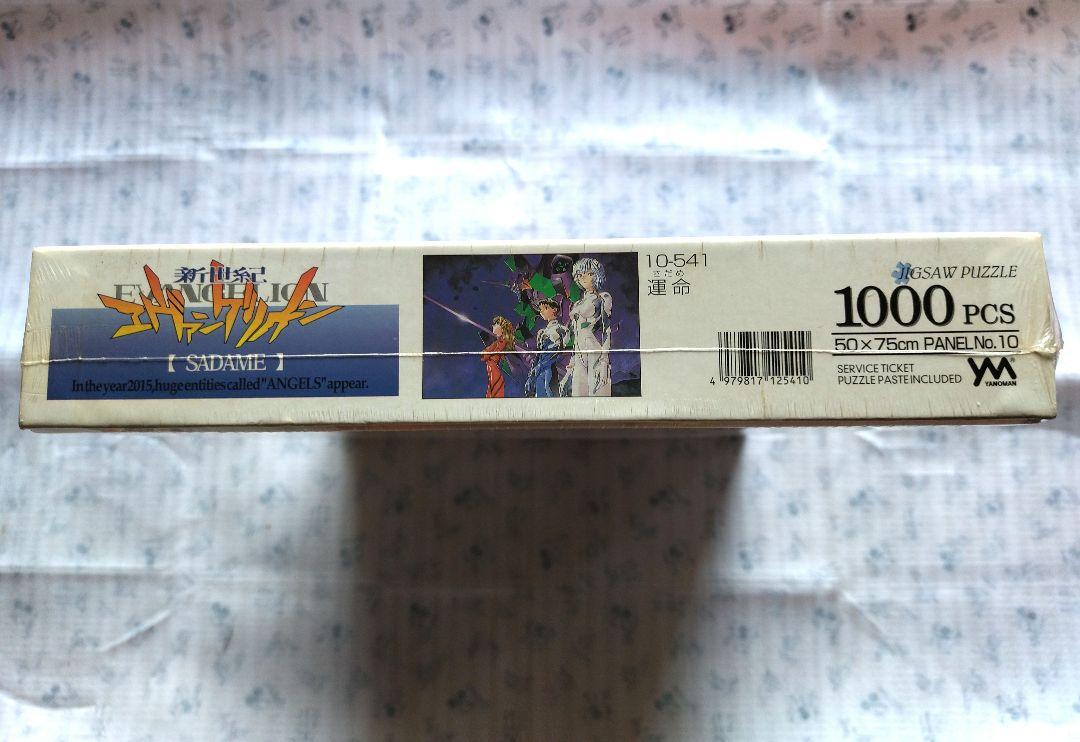 新世紀
EVANGELION
エヴァンゲリオン
【 SADAME 】
In the year 2015, huge entities called "ANGELS" appear.
10-541
さだめ
運命
4 979817 125410
JIGSAW PUZZLE
1000 PCS
50×75cm PANEL No. 10
SERVICE TICKET
PUZZLE PASTE INCLUDED
YANOMAN